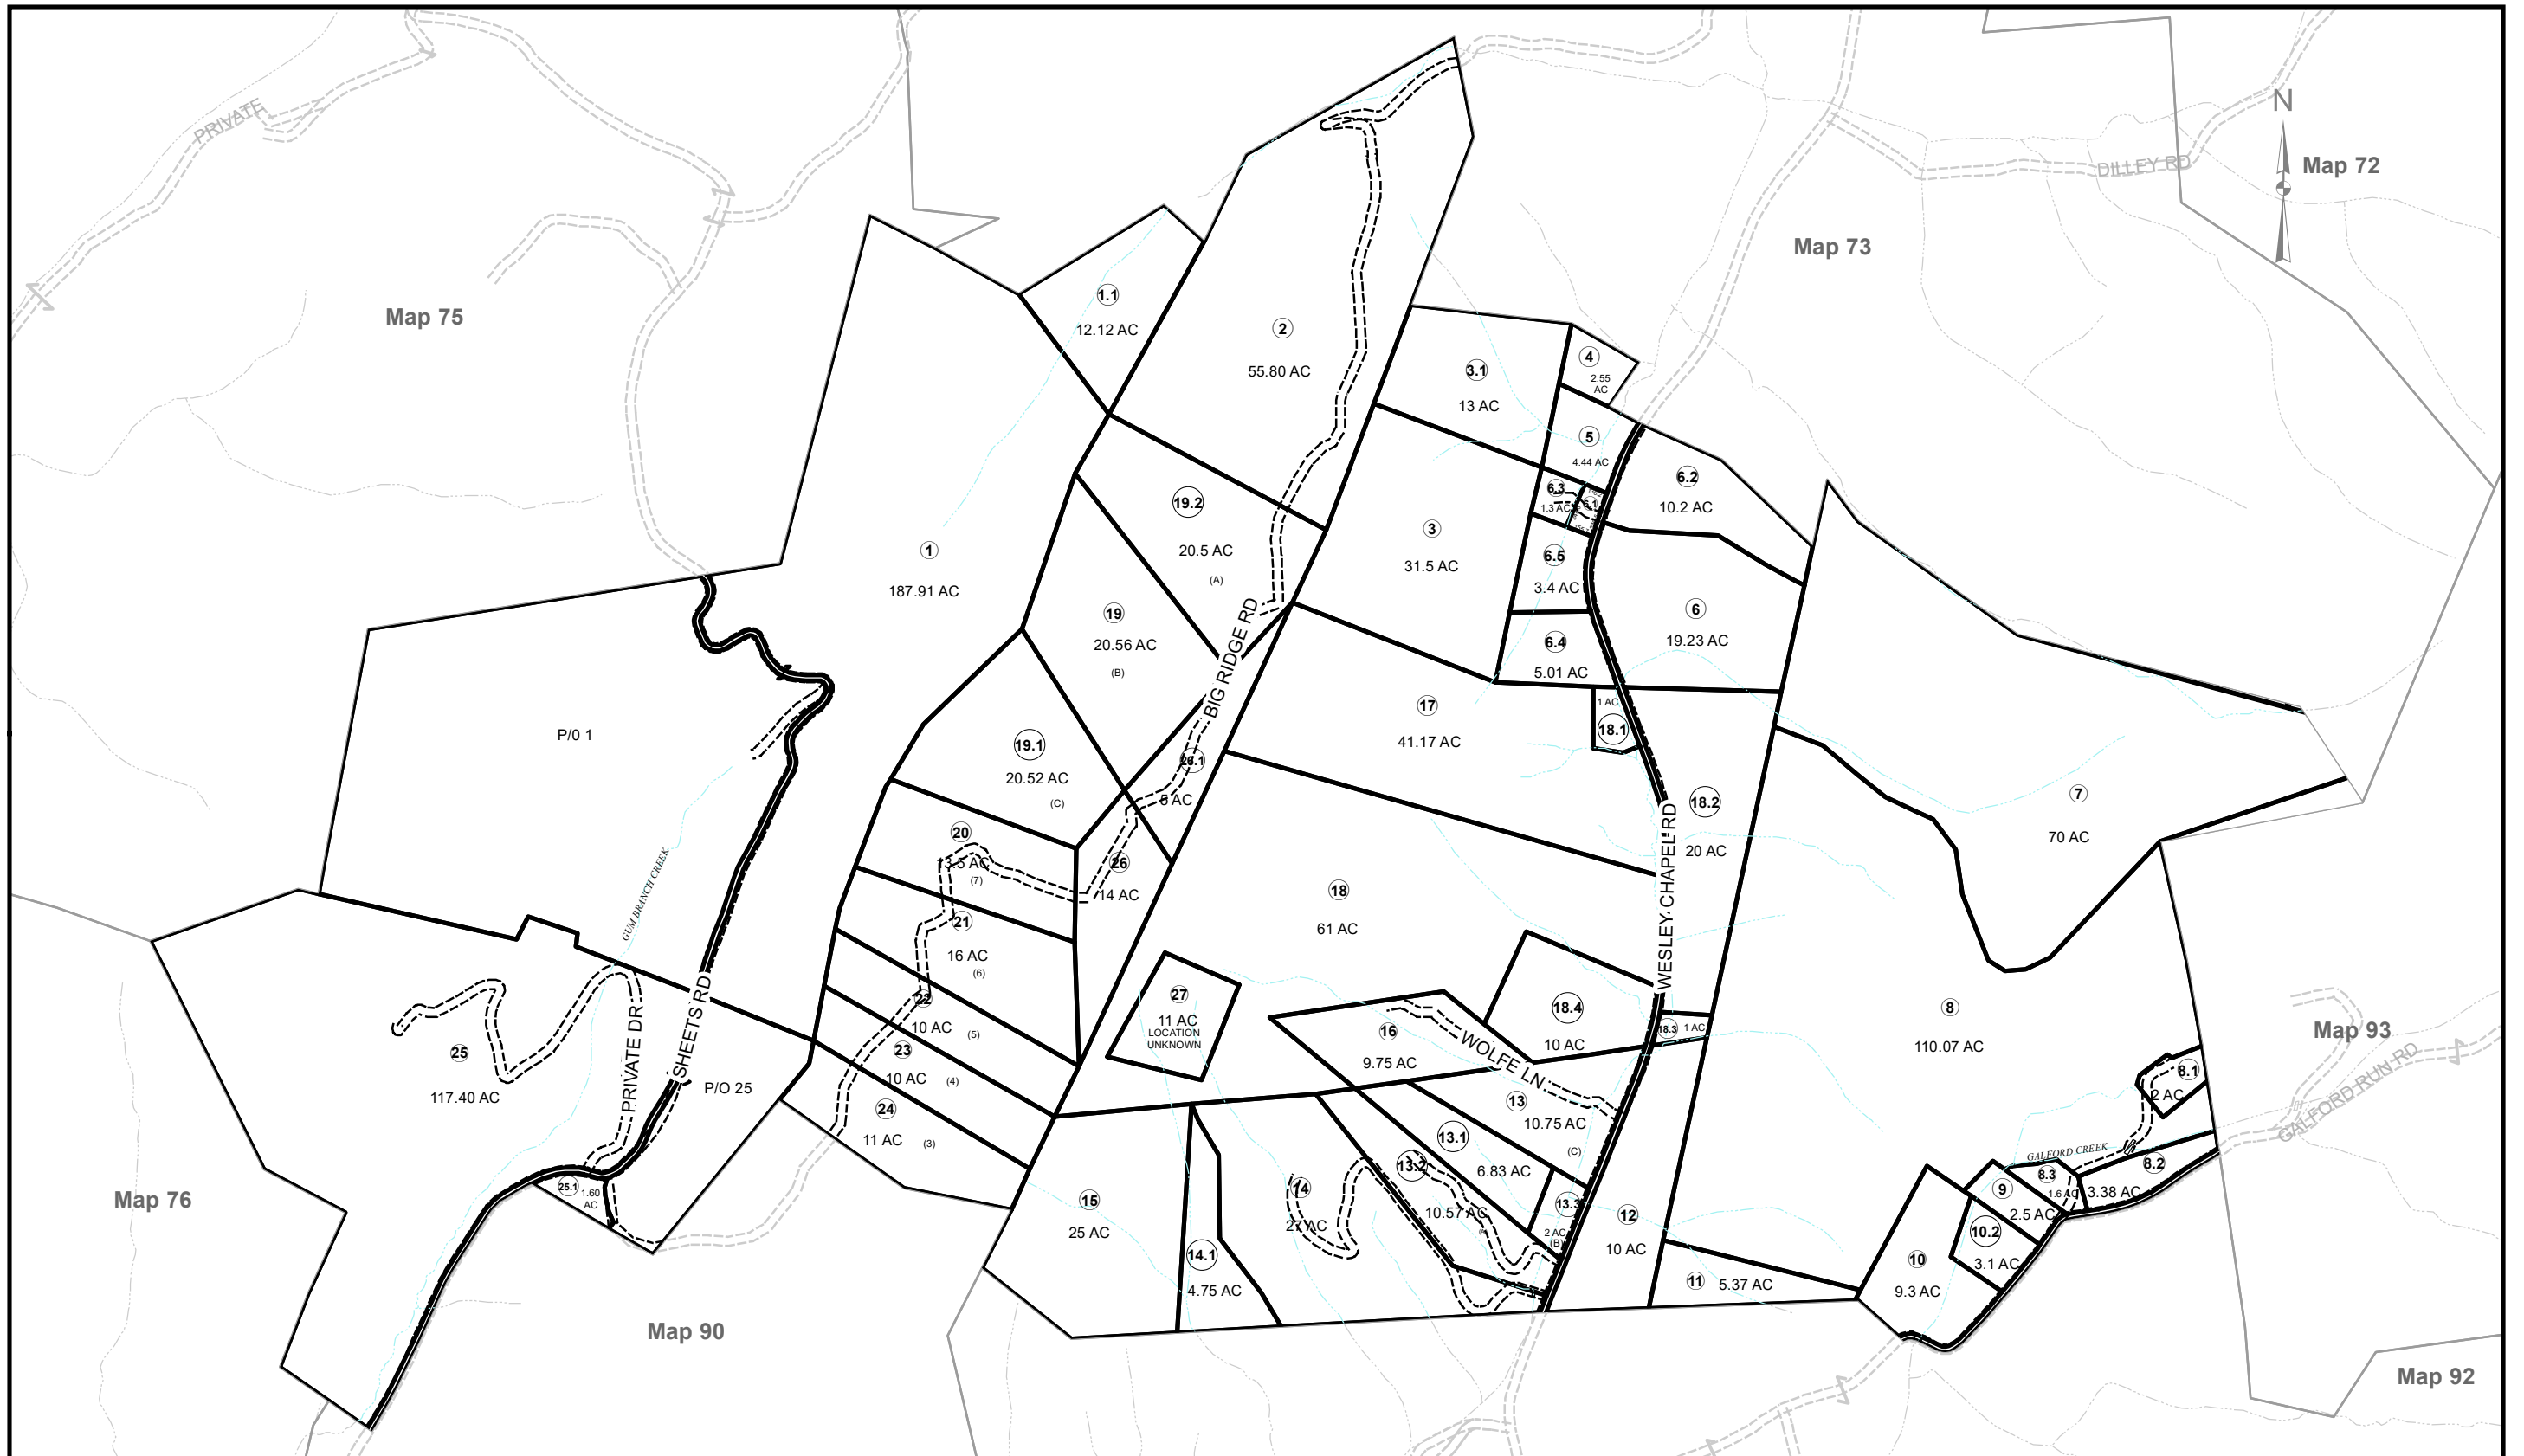 PRIVATE
N
Map 72
DILLEY RD
Map 73
Map 75
1.1
12.12 AC
2
55.80 AC
3.1
13 AC
4
2.55
AC
5
4.44 AC
6.2
10.2 AC
6.3
1.3 AC
6.1
19.2
20.5 AC
(A)
3
31.5 AC
1
187.91 AC
6.5
3.4 AC
6
19.23 AC
19
20.56 AC
(B)
BIG RIDGE RD
6.4
5.01 AC
17
41.17 AC
1 AC
18.1
P/0 1
19.1
20.52 AC
(C)
5 AC
18.2
20 AC
WESLEY CHAPEL RD
7
70 AC
20
13.5 AC
(7)
26
14 AC
18
61 AC
GUM BRANCH CREEK
21
16 AC
(6)
27
11 AC
LOCATION
UNKNOWN
18.4
10 AC
22
10 AC (5)
16
9.75 AC
WOLFE LN
18.3 1 AC
8
110.07 AC
Map 93
GALFORD RUN RD
25
117.40 AC
PRIVATE DR
SHEETS RD
P/O 25
23
10 AC (4)
24
11 AC (3)
13
10.75 AC
(C)
8.1
2 AC
13.1
6.83 AC
GALFORD CREEK
8.2
3.38 AC
8.3
1.6 AC
9
2.5 AC
Map 76
25.1 1.60
AC
15
25 AC
14
27 AC
13.2
10.57 AC
13.3
2 AC
(B)
12
10 AC
10.2
3.1 AC
14.1
4.75 AC
11 5.37 AC
10
9.3 AC
Map 90
Map 92